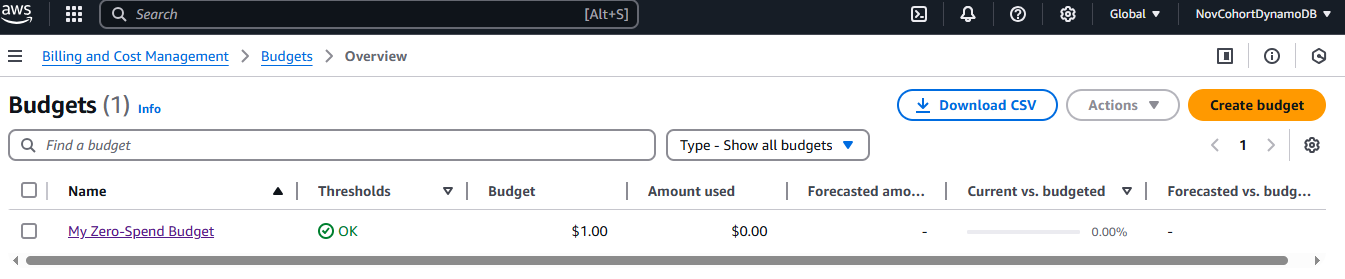 aws Search [Alt+S] Global NovCohortDynamoDB
Billing and Cost Management Budgets Overview
Budgets (1) Info Download CSV Actions Create budget
Find a budget Type - Show all budgets 1
Name Thresholds Budget Amount used Forecasted amo... Current vs. budgeted Forecasted vs. budg...
My Zero-Spend Budget OK $1.00 $0.00 - 0.00% -